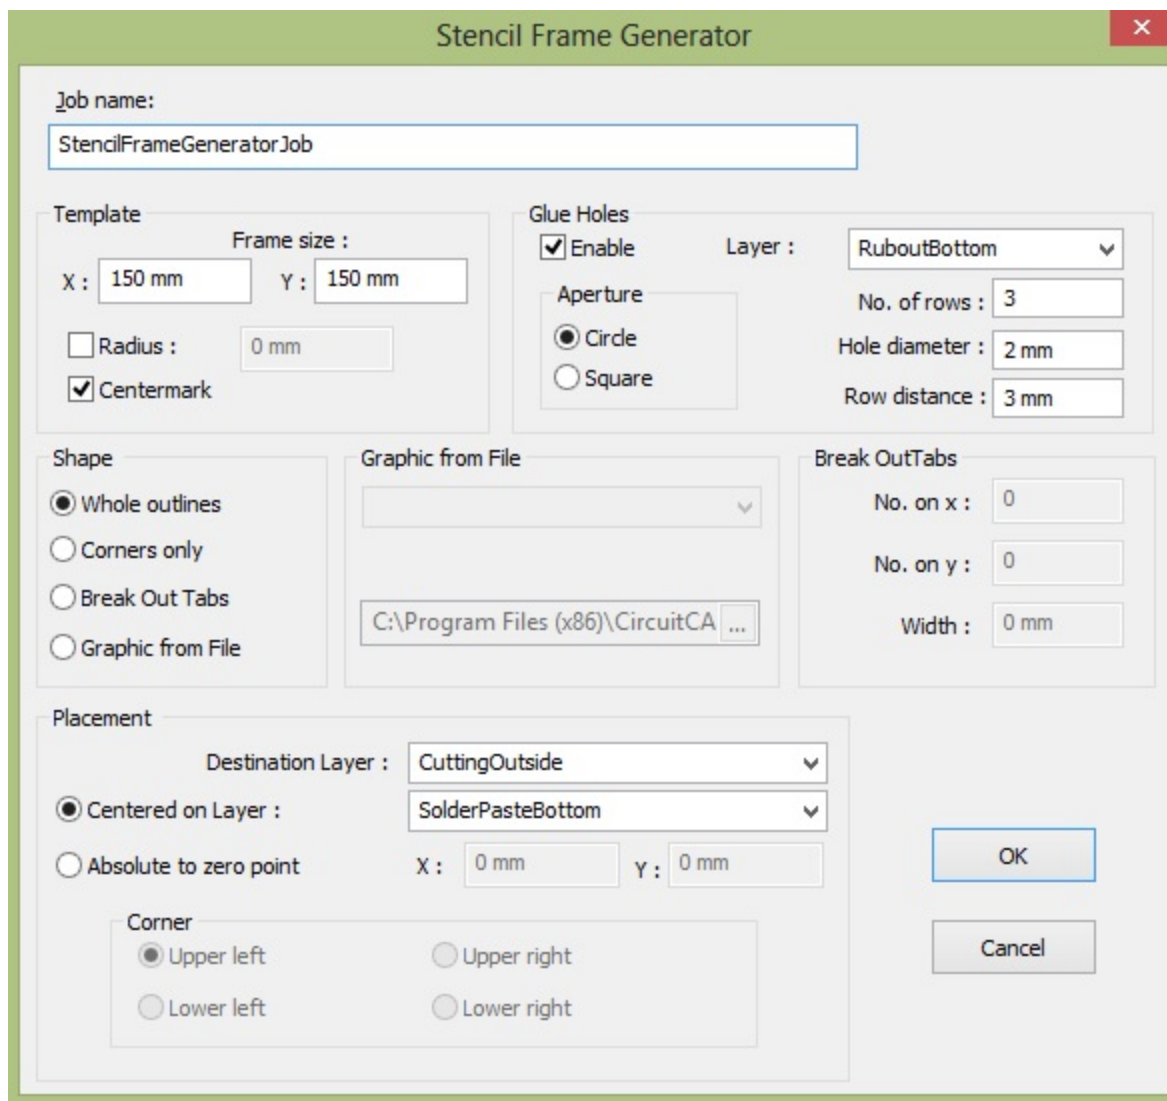 Stencil Frame Generator
Job name:
StencilFrameGeneratorJob
Template
Frame size :
X : 150 mm Y : 150 mm
Radius : 0 mm
Centermark
Glue Holes
Enable Layer : RuboutBottom
Aperture
Circle
Square
No. of rows : 3
Hole diameter : 2 mm
Row distance : 3 mm
Shape
Whole outlines
Corners only
Break Out Tabs
Graphic from File
Graphic from File
C:\Program Files (x86)\CircuitCA ...
Break OutTabs
No. on x : 0
No. on y : 0
Width : 0 mm
Placement
Destination Layer : CuttingOutside
Centered on Layer : SolderPasteBottom
Absolute to zero point X : 0 mm Y : 0 mm
Corner
Upper left Upper right
Lower left Lower right
OK
Cancel